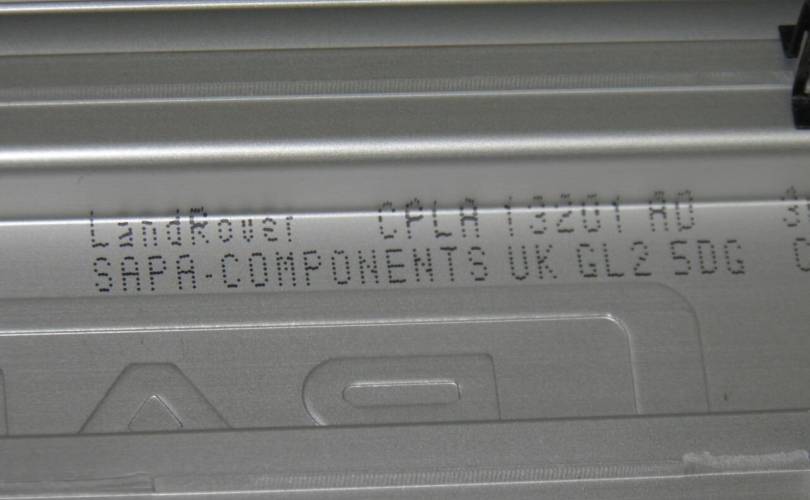 LandRover CPLA 13201 AD
SAPA-COMPONENTS UK GL2 5DG